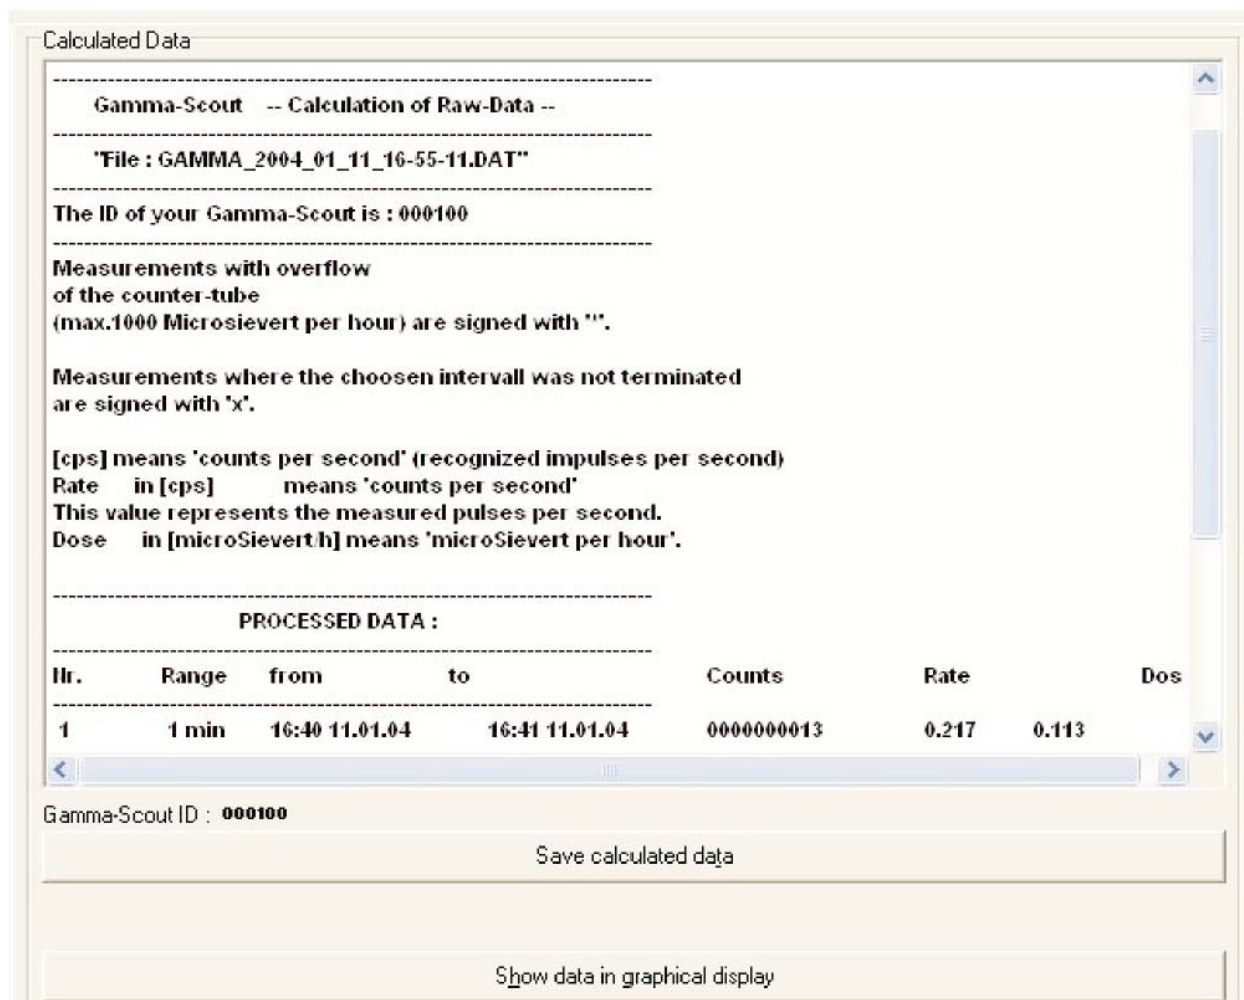 Calculated Data
--------------------------------------------------------------------------------
Gamma-Scout -- Calculation of Raw-Data --
--------------------------------------------------------------------------------
"File : GAMMA_2004_01_11_16-55-11.DAT"
--------------------------------------------------------------------------------
The ID of your Gamma-Scout is : 000100
--------------------------------------------------------------------------------
Measurements with overflow
of the counter-tube
(max.1000 Microsievert per hour) are signed with '*'.
Measurements where the choosen intervall was not terminated
are signed with 'x'.
[cps] means 'counts per second' (recognized impulses per second)
Rate in [cps] means 'counts per second'
This value represents the measured pulses per second.
Dose in [microSievert/h] means 'microSievert per hour'.
--------------------------------------------------------------------------------
PROCESSED DATA :
--------------------------------------------------------------------------------
Nr. Range from to Counts Rate Dos
--------------------------------------------------------------------------------
1 1 min 16:40 11.01.04 16:41 11.01.04 0000000013 0.217 0.113
Gamma-Scout ID : 000100
Save calculated data
Show data in graphical display